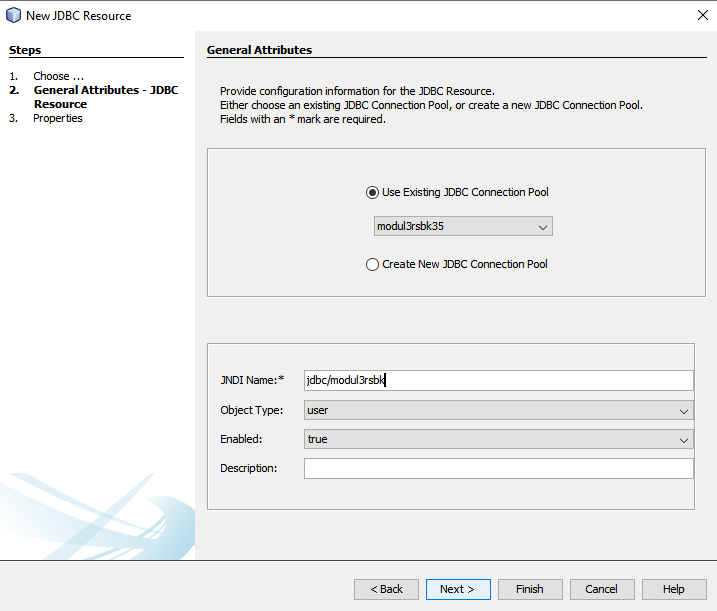 New JDBC Resource
Steps
1. Choose ...
2. General Attributes - JDBC
Resource
3. Properties
General Attributes
Provide configuration information for the JDBC Resource.
Either choose an existing JDBC Connection Pool, or create a new JDBC Connection Pool.
Fields with an * mark are required.
Use Existing JDBC Connection Pool
modul3rsbk35
Create New JDBC Connection Pool
JNDI Name:* jdbc/modul3rsbk
Object Type: user
Enabled: true
Description:
< Back Next > Finish Cancel Help